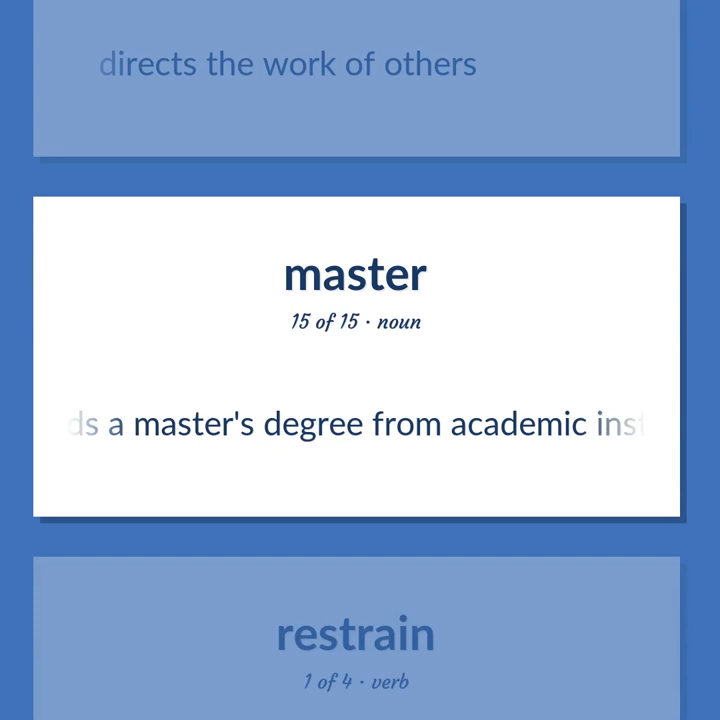 directs the work of others
master
15 of 15 · noun
a master's degree from academic
restrain
1 of 4 · verb